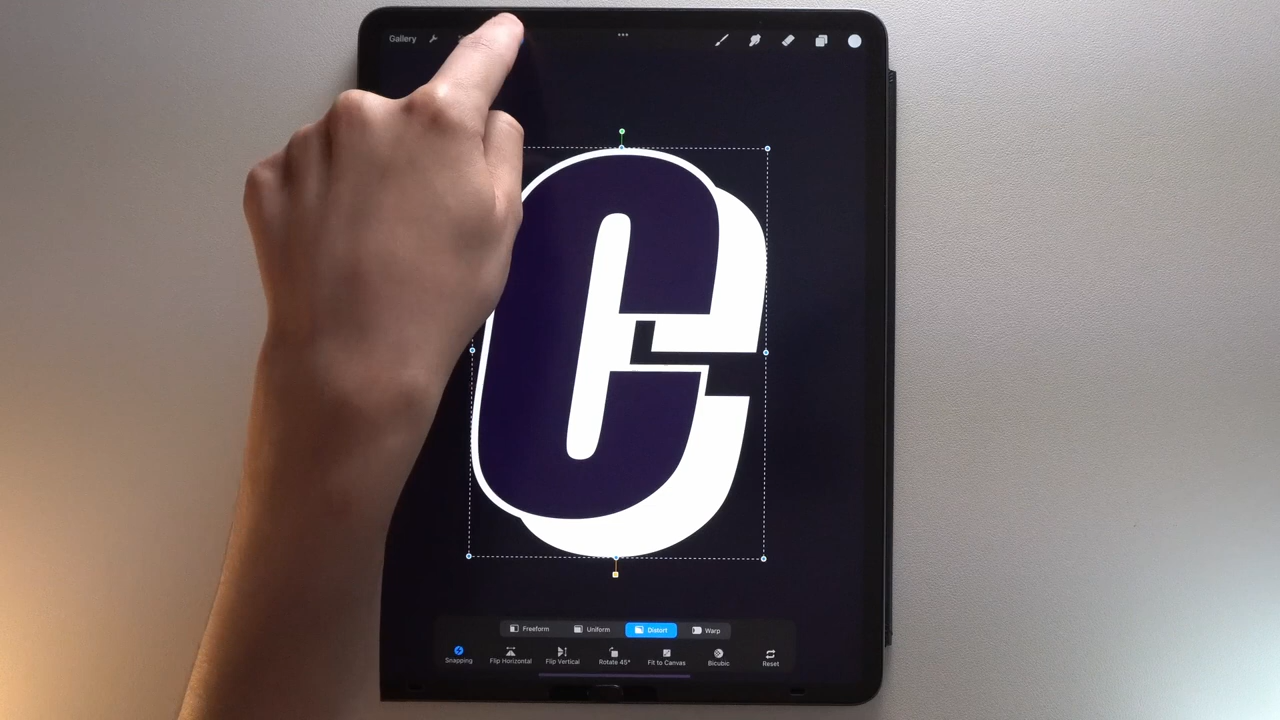 Gallery
C
Freeform Uniform Distort Warp
Snapping Flip Horizontal Flip Vertical Rotate 45° Fit to Canvas Bicubic Reset